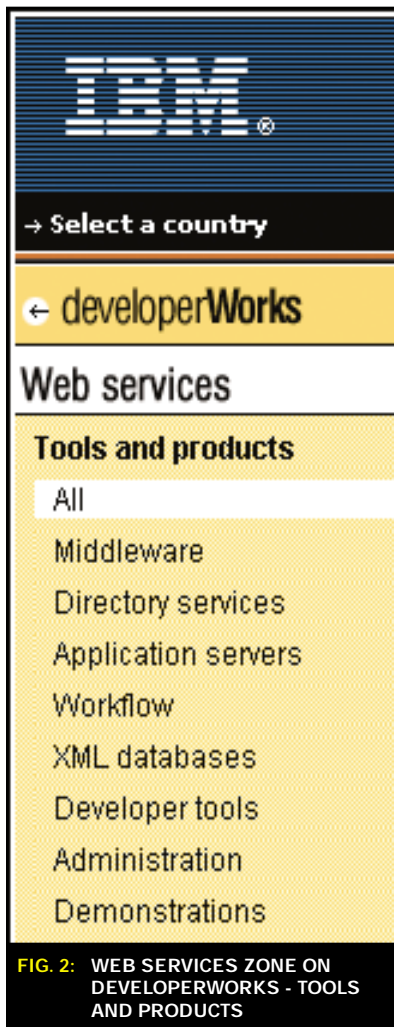 IBM®
→ Select a country
← developerWorks
Web services
Tools and products
All
Middleware
Directory services
Application servers
Workflow
XML databases
Developer tools
Administration
Demonstrations
FIG. 2: WEB SERVICES ZONE ON
DEVELOPERWORKS - TOOLS
AND PRODUCTS